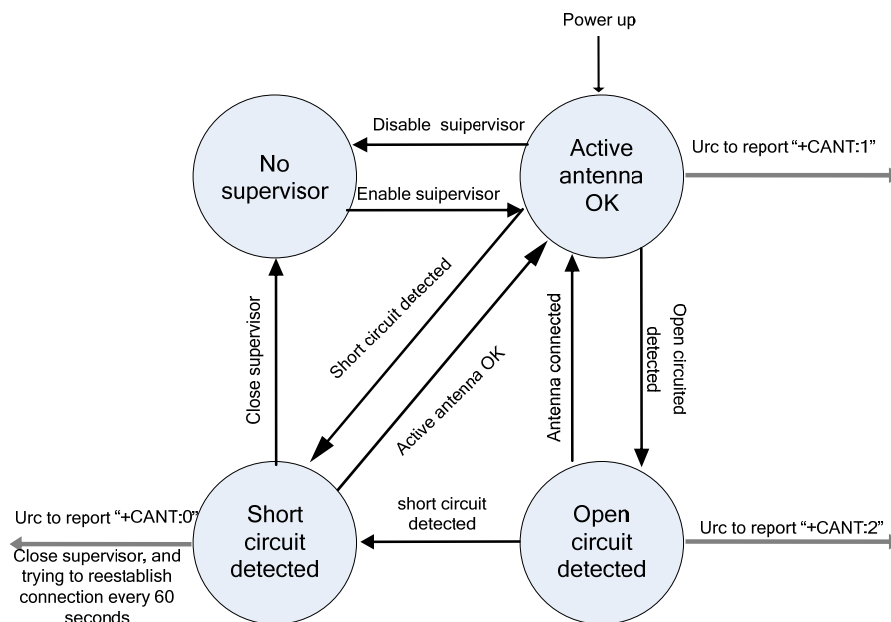 Power up
Disable suipervisor
No
supervisor
Active
antenna
OK
Urc to report “+CANT:1”
Enable suipervisor
Short circuit detected
Active antenna OK
Close supervisor
Antenna connected
Open circuited
detected
Urc to report “+CANT:0”
Close supervisor, and
trying to reestablish
connection every 60
seconds
Short
circuit
detected
short circuit
detected
Open
circuit
detected
Urc to report “+CANT:2”